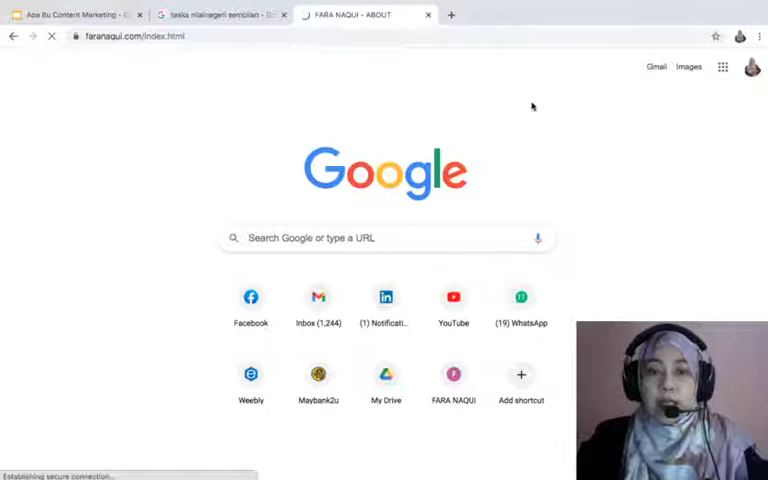 Apa Itu Content Marketing - G
taska nilainegeri sembilan - G
FARA NAQUI - ABOUT
faranaqui.com/index.html
Gmail
Images
Google
Search Google or type a URL
Facebook
Inbox (1,244)
(1) Notificati...
YouTube
(19) WhatsApp
Weebly
Maybank2u
My Drive
FARA NAQUI
Add shortcut
Establishing secure connection...